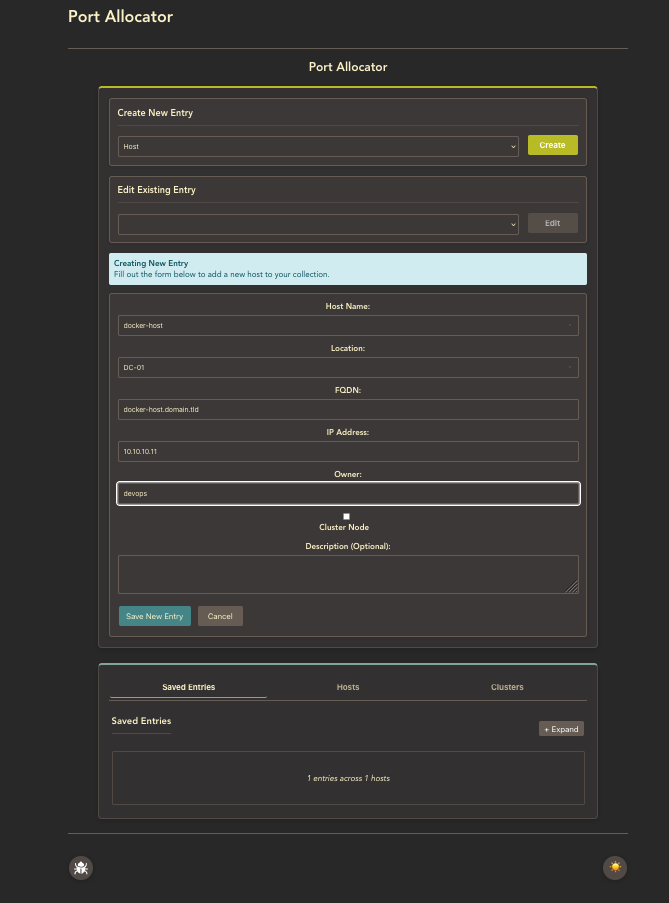 Port Allocator
Port Allocator
Create New Entry
Host
Create
Edit Existing Entry
Edit
Creating New Entry
Fill out the form below to add a new host to your collection.
Host Name:
docker-host
Location:
DC-01
FQDN:
docker-host.domain.tld
IP Address:
10.10.10.11
Owner:
devops
Cluster Node
Description (Optional):
Save New Entry
Cancel
Saved Entries
Hosts
Clusters
Saved Entries
+ Expand
1 entries across 1 hosts